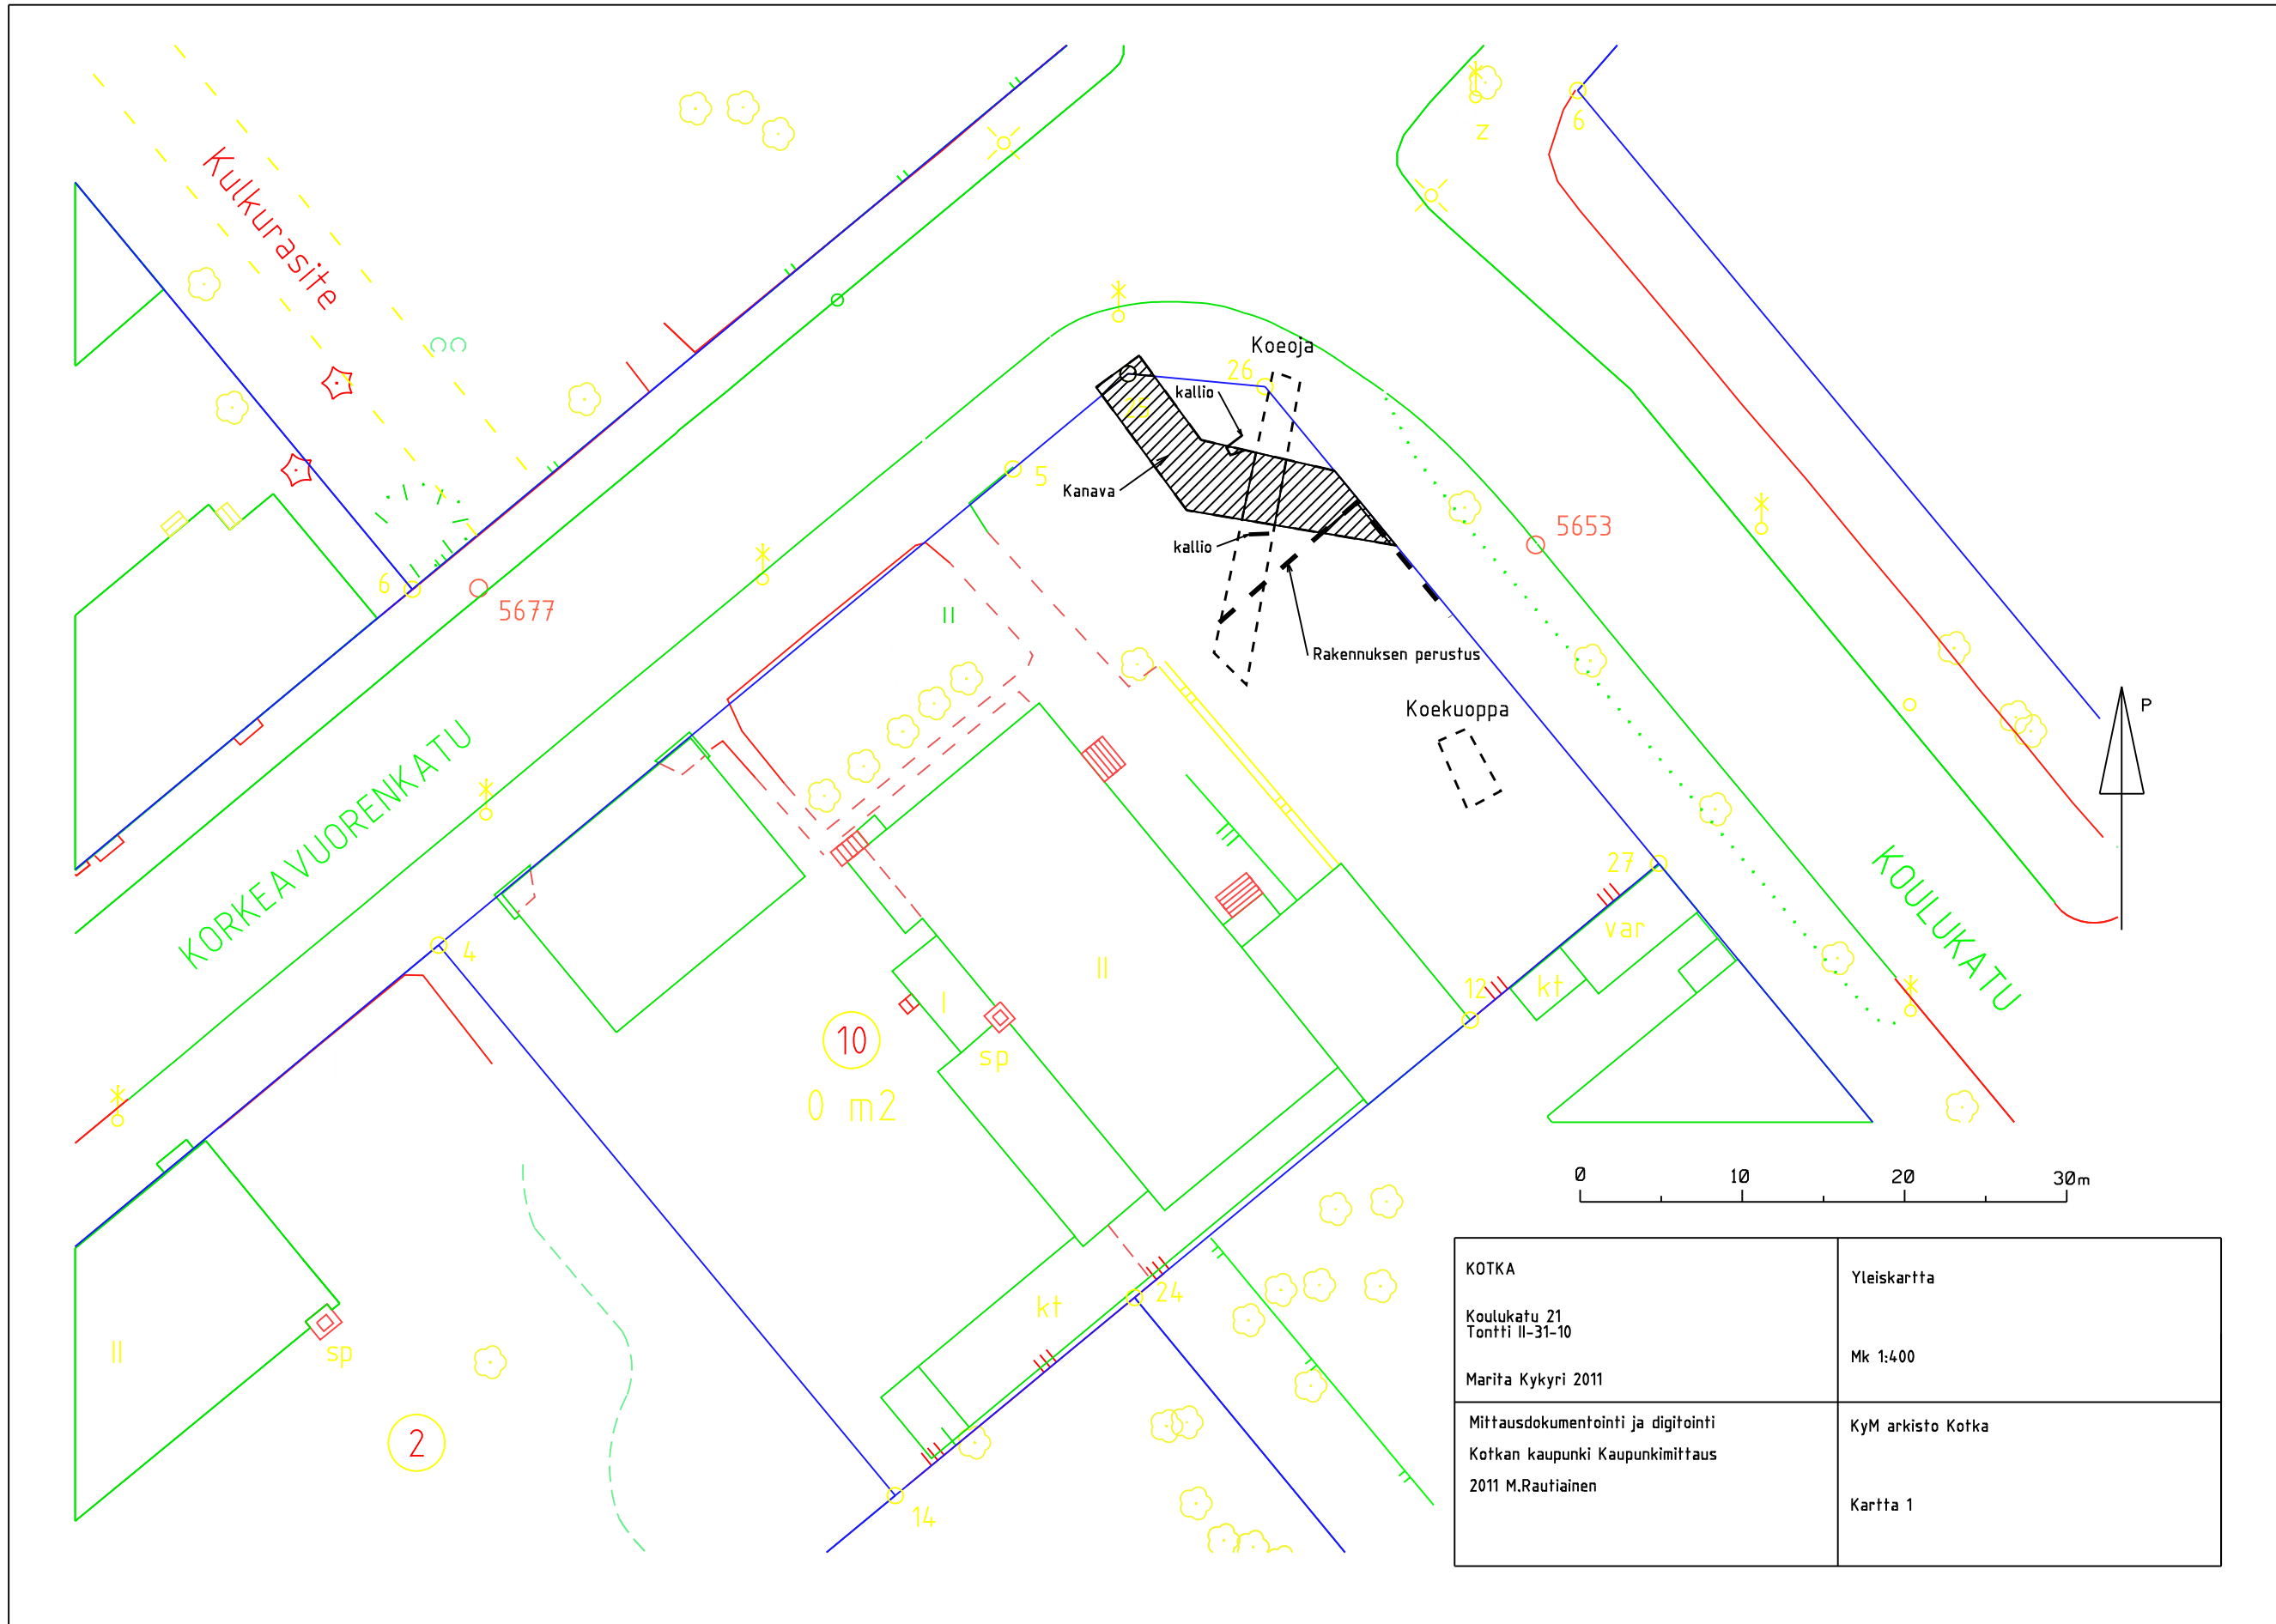 Kulkurasite
z
6
Koeoja
26
kallio
25
5
Kanava
kallio
5653
6
5677
II
Rakennuksen perustus
P
Koekuoppa
KORKEAVUORENKATU
KOULUKATU
27
var
4
II
12
kt
I
10
sp
0 m2
0 10 20 30m
24
kt
II
sp
2
14
KOTKA
Koulukatu 21
Tontti II-31-10
Marita Kykyri 2011
Yleiskartta
Mk 1:400
Mittausdokumentointi ja digitointi
Kotkan kaupunki Kaupunkimittaus
2011 M.Rautiainen
KyM arkisto Kotka
Kartta 1